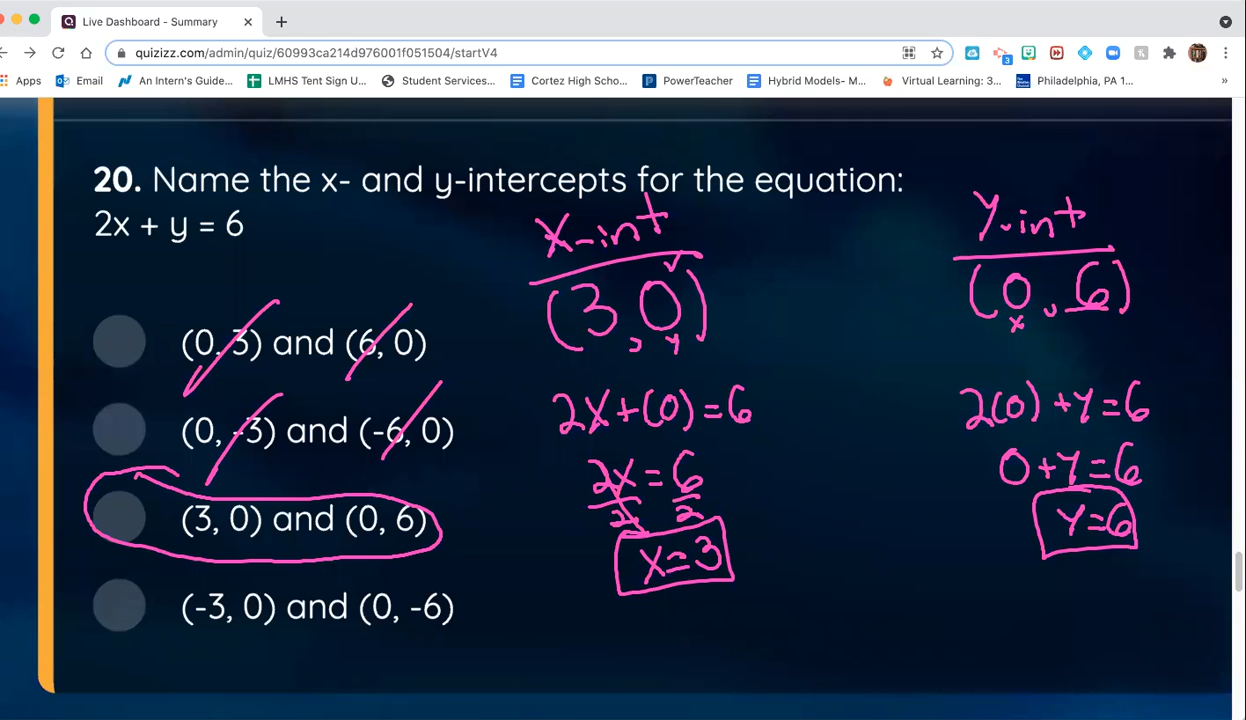 Live Dashboard - Summary
quizizz.com/admin/quiz/60993ca214d976001f051504/startV4
3
Apps Email An Intern's Guide... LMHS Tent Sign U... Student Services... Cortez High Scho... PowerTeacher Hybrid Models- M... Virtual Learning: 3... Philadelphia, PA 1... »
20. Name the x- and y-intercepts for the equation:
2x + y = 6
(0, 3) and (6, 0)
(0, -3) and (-6, 0)
(3, 0) and (0, 6)
(-3, 0) and (0, -6)
X-int
(3, 0)
y
2x+(0)=6
2x = 6
2 2
x=3
Y-int
(0, 6)
x
2(0)+y=6
0+y=6
y=6